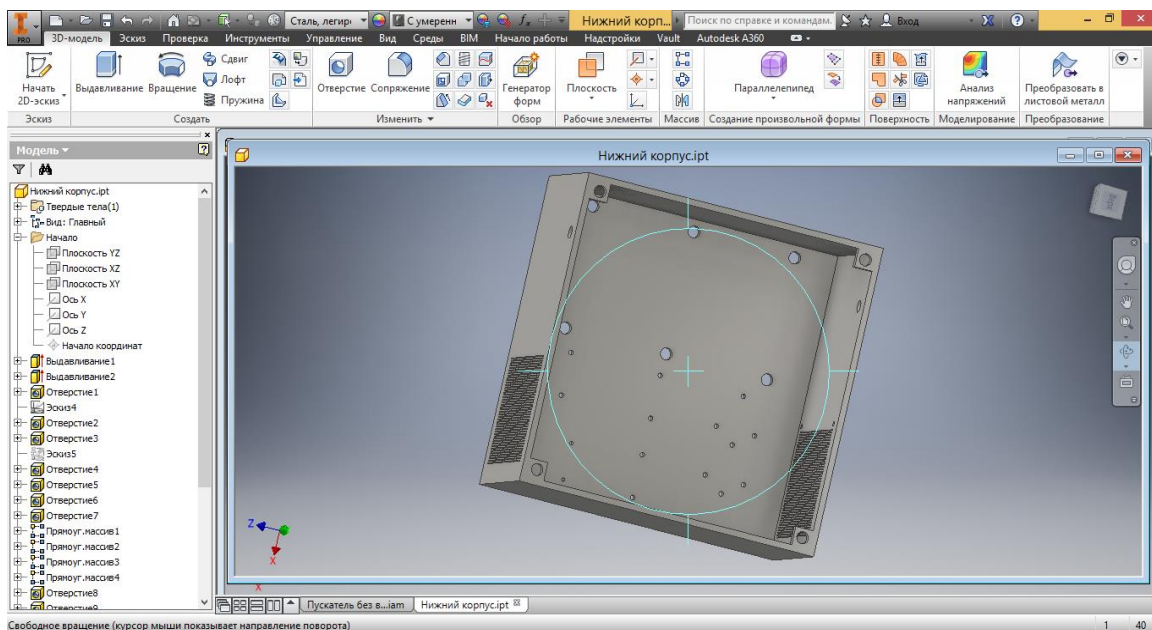 Сталь, легирс
С умеренн
Нижний корп...
Поиск по справке и командам.
Вход
PRO
3D-модель
Эскиз
Проверка
Инструменты
Управление
Вид
Среды
BIM
Начало работы
Надстройки
Vault
Autodesk A360
Начать
2D-эскиз
Выдавливание
Вращение
Сдвиг
Лофт
Пружина
Отверстие
Сопряжение
Генератор
форм
Плоскость
Параллелепипед
Анализ
напряжений
Преобразовать в
листовой металл
Эскиз
Создать
Изменить
Обзор
Рабочие элементы
Массив
Создание произвольной формы
Поверхность
Моделирование
Преобразование
Модель
Нижний корпус.ipt
Твердые тела(1)
Вид: Главный
Начало
Плоскость YZ
Плоскость XZ
Плоскость XY
Ось X
Ось Y
Ось Z
Начало координат
Выдавливание1
Выдавливание2
Отверстие1
Эскиз4
Отверстие2
Отверстие3
Эскиз5
Отверстие4
Отверстие5
Отверстие6
Отверстие7
Прямоуг.массив1
Прямоуг.массив2
Прямоуг.массив3
Прямоуг.массив4
Отверстие8
Отверстие9
Нижний корпус.ipt
Z
X
X
Пускатель без в...iam
Нижний корпус.ipt
Свободное вращение (курсор мыши показывает направление поворота)
1 40